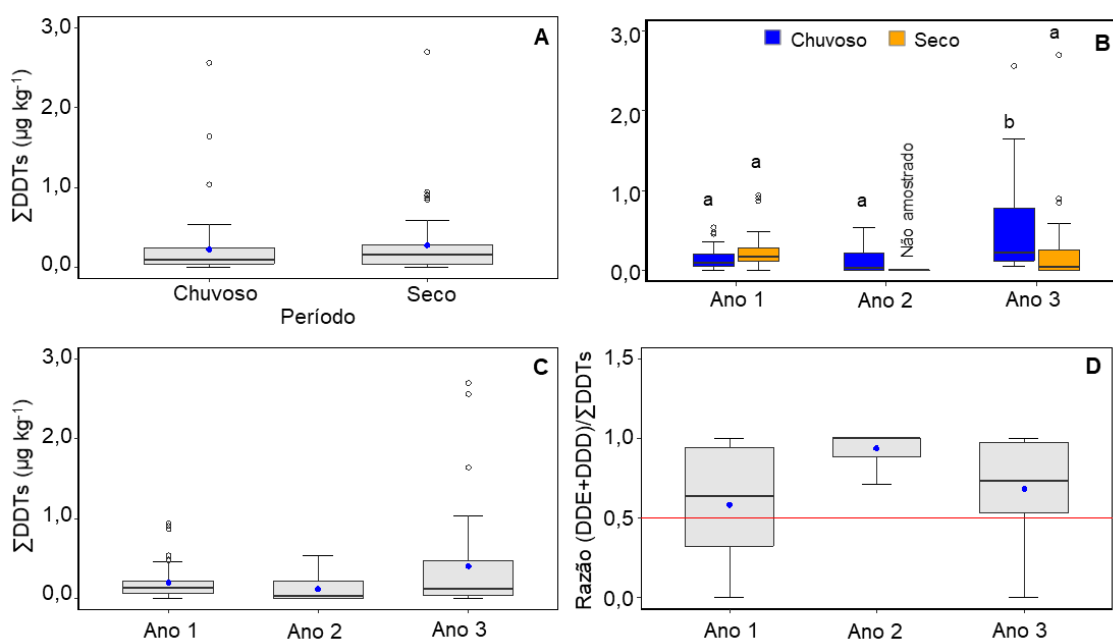 A
3,0
2,0
1,0
0,0
∑DDTs (µg kg⁻¹)
Chuvoso Seco
Período
B
Chuvoso Seco
3,0
2,0
1,0
0,0
a a a b a
Não amostrado
Ano 1 Ano 2 Ano 3
C
3,0
2,0
1,0
0,0
∑DDTs (µg kg⁻¹)
Ano 1 Ano 2 Ano 3
D
1,5
1,0
0,5
0,0
Razão (DDE+DDD)/∑DDTs
Ano 1 Ano 2 Ano 3